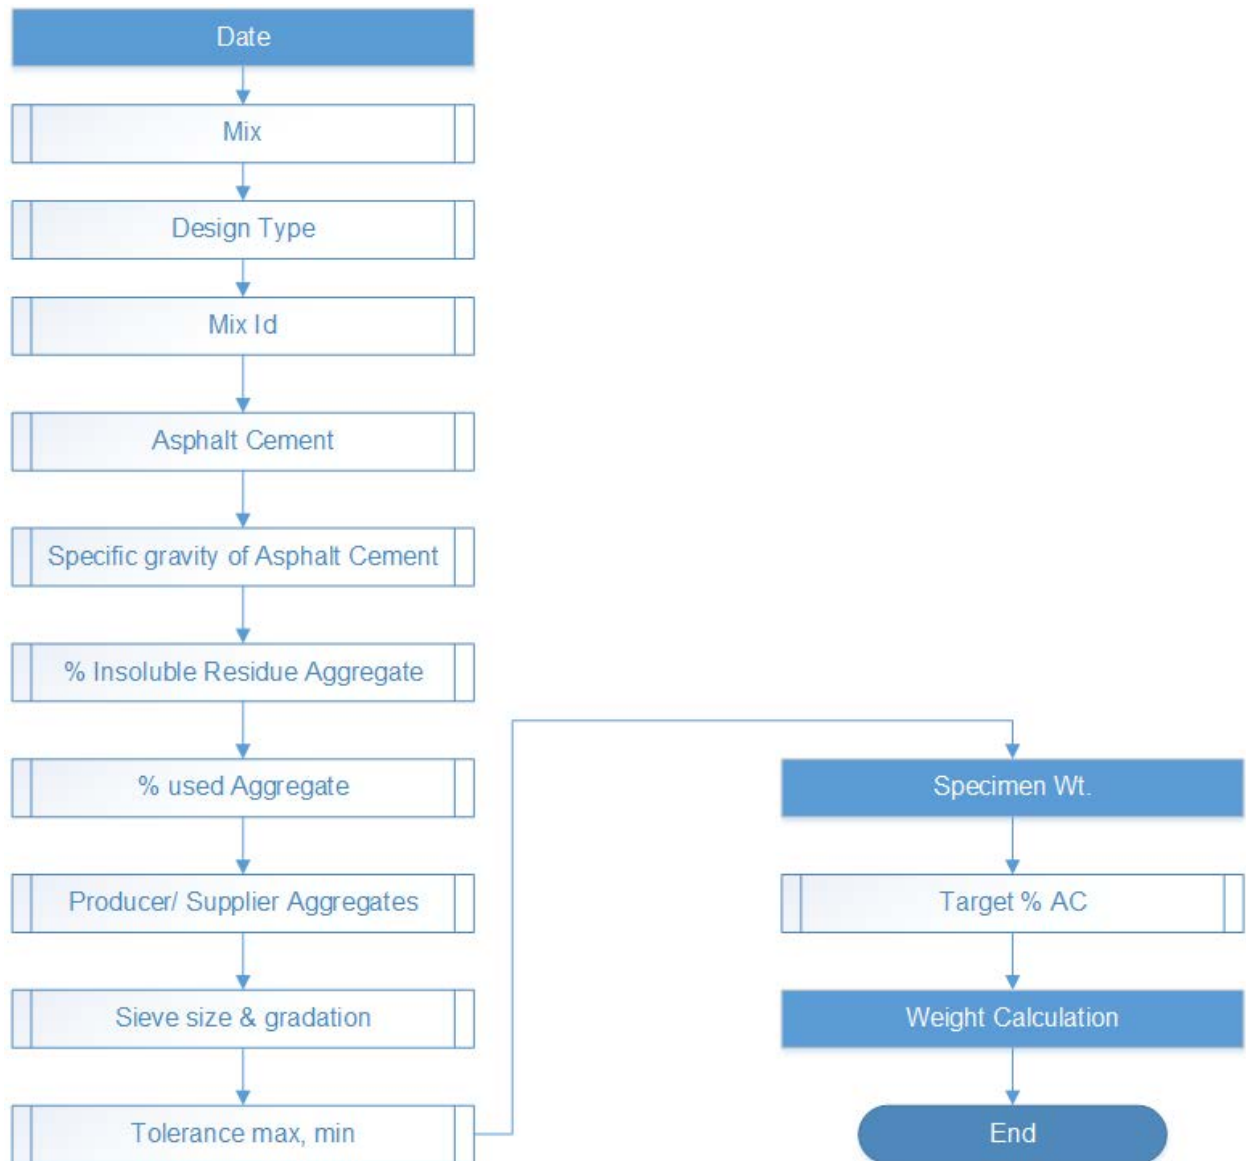 Date
Mix
Design Type
Mix Id
Asphalt Cement
Specific gravity of Asphalt Cement
% Insoluble Residue Aggregate
% used Aggregate
Producer/ Supplier Aggregates
Sieve size & gradation
Tolerance max, min
Specimen Wt.
Target % AC
Weight Calculation
End